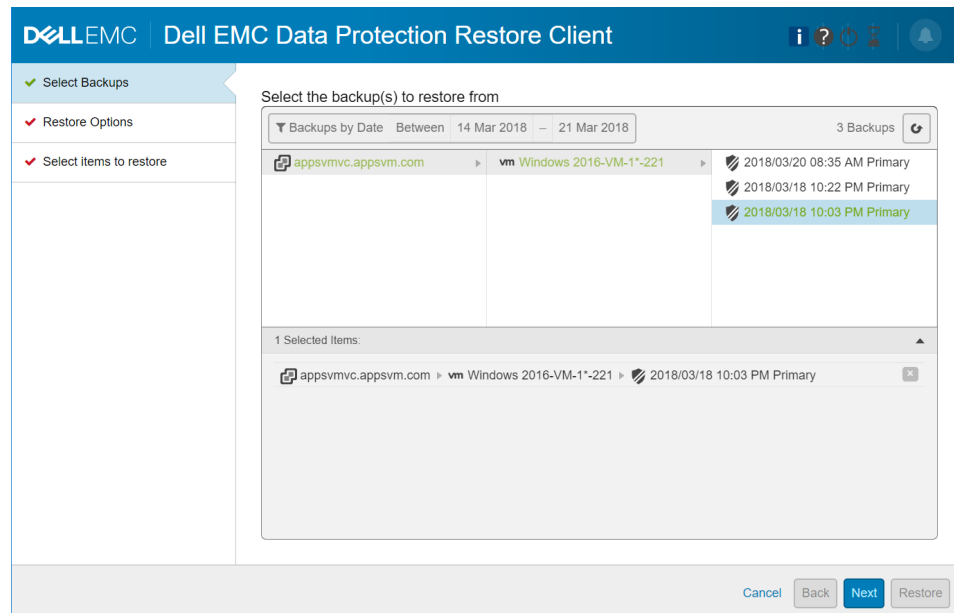 DELLEMC Dell EMC Data Protection Restore Client i ?
Select Backups
Restore Options
Select items to restore
Select the backup(s) to restore from
Backups by Date Between 14 Mar 2018 – 21 Mar 2018 3 Backups
appsvmvc.appsvm.com vm Windows 2016-VM-1*-221 2018/03/20 08:35 AM Primary
2018/03/18 10:22 PM Primary
2018/03/18 10:03 PM Primary
1 Selected Items:
appsvmvc.appsvm.com vm Windows 2016-VM-1*-221 2018/03/18 10:03 PM Primary
Cancel Back Next Restore